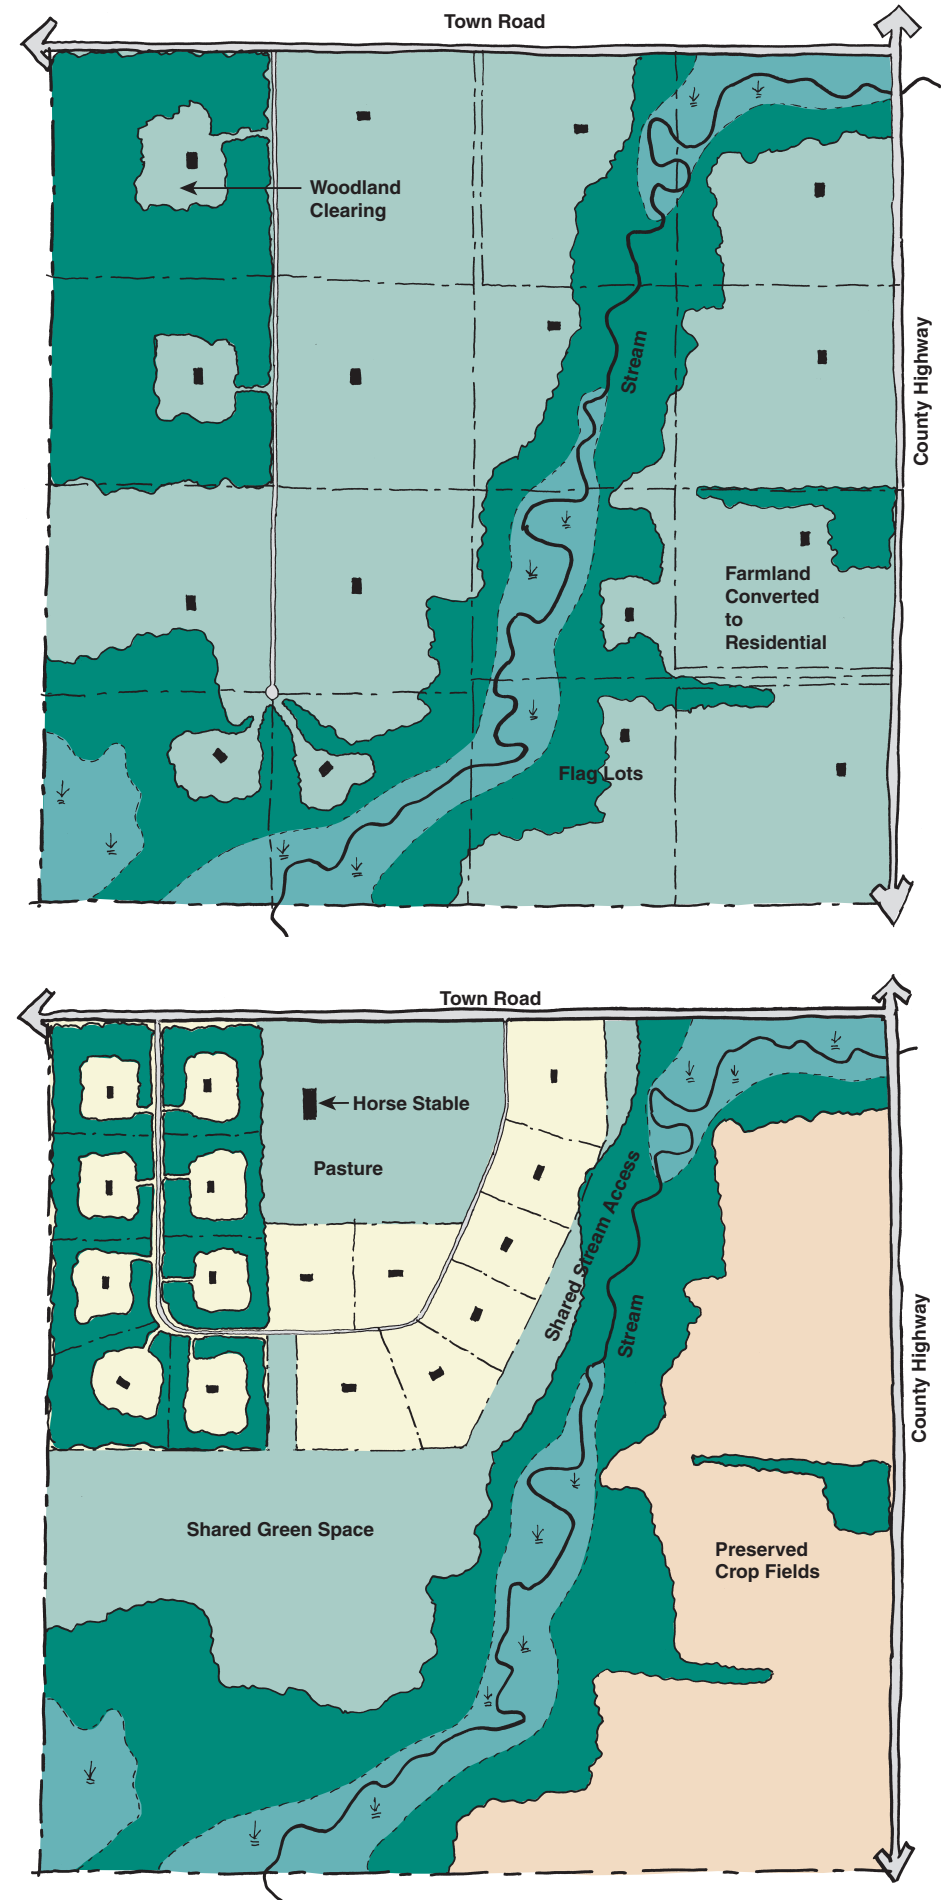 Town Road
Woodland
Clearing
Stream
County Highway
Farmland
Converted
to
Residential
Flag Lots
Town Road
Horse Stable
Pasture
Shared Stream Access
Stream
County Highway
Shared Green Space
Preserved
Crop Fields